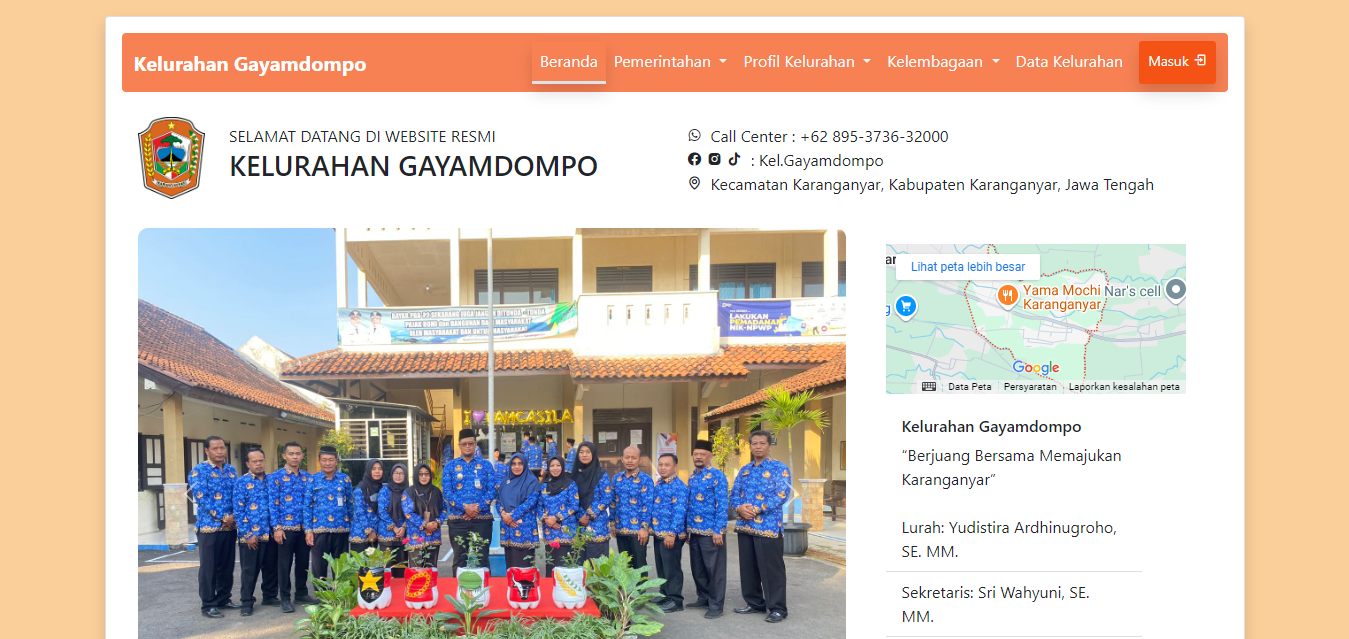 Kelurahan Gayamdompo
Beranda
Pemerintahan
Profil Kelurahan
Kelembagaan
Data Kelurahan
Masuk
SELAMAT DATANG DI WEBSITE RESMI
KELURAHAN GAYAMDOMPO
Call Center : +62 895-3736-32000
: Kel.Gayamdompo
Kecamatan Karanganyar, Kabupaten Karanganyar, Jawa Tengah
LAKUKAN
PEMADANAN
NIK-NPWP
Lihat peta lebih besar
Yama Mochi
Karanganyar
Nar's cell
Google
Data Peta
Persyaratan
Laporkan kesalahan peta
Kelurahan Gayamdompo
“Berjuang Bersama Memajukan
Karanganyar”
Lurah: Yudistira Ardhinugroho,
SE. MM.
Sekretaris: Sri Wahyuni, SE.
MM.